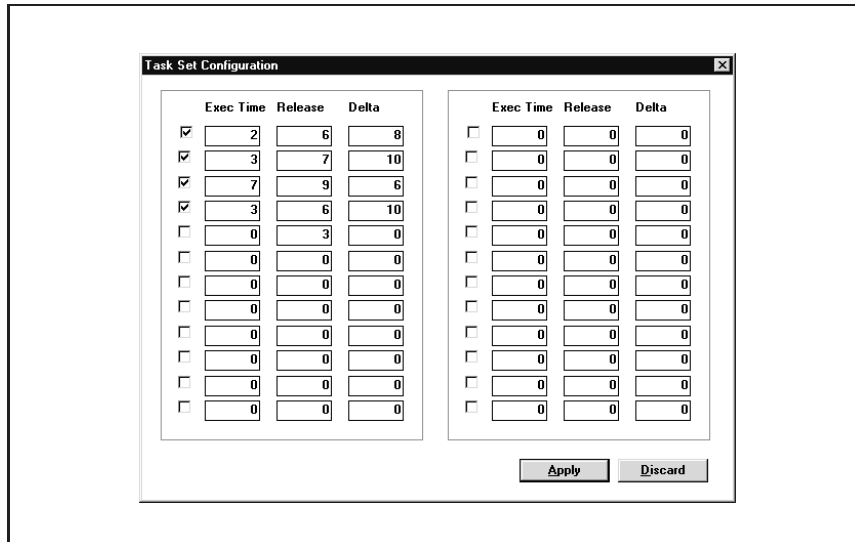 Task Set Configuration
Exec Time Release Delta Exec Time Release Delta
2 6 8 0 0 0
3 7 10 0 0 0
7 9 6 0 0 0
3 6 10 0 0 0
0 3 0 0 0 0
0 0 0 0 0 0
0 0 0 0 0 0
0 0 0 0 0 0
0 0 0 0 0 0
0 0 0 0 0 0
0 0 0 0 0 0
0 0 0 0 0 0
Apply Discard